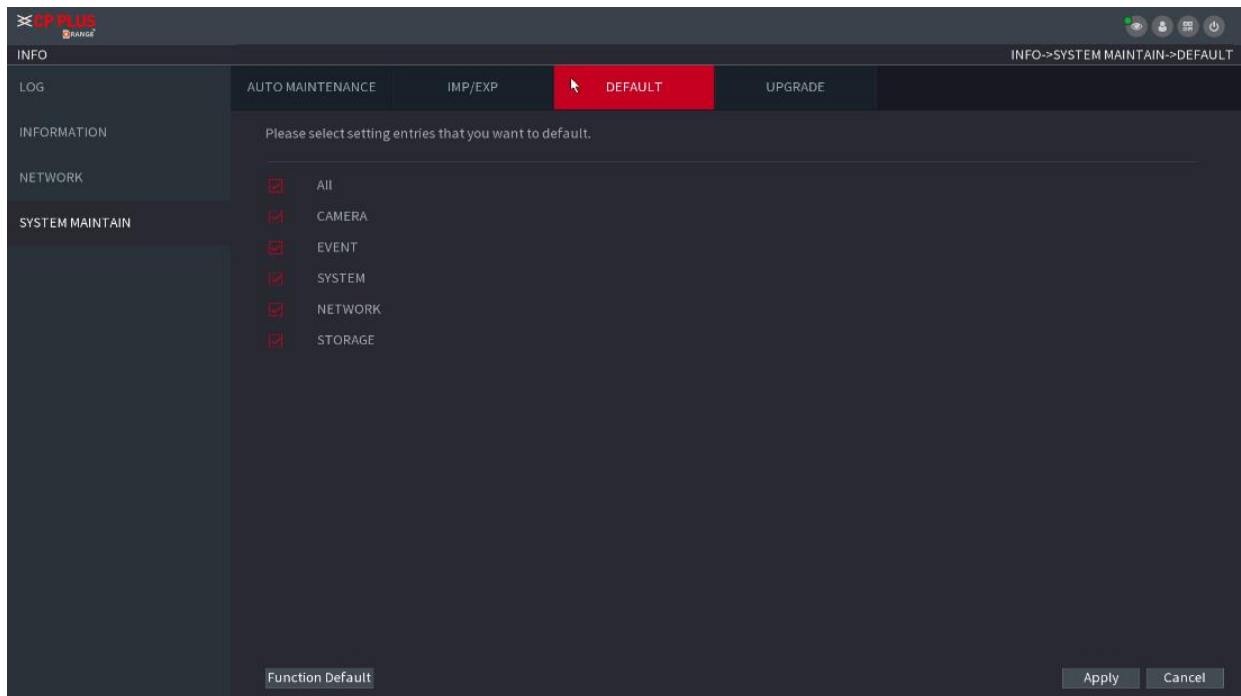 CP PLUS
ORANGE
INFO INFO->SYSTEM MAINTAIN->DEFAULT
LOG
INFORMATION
NETWORK
SYSTEM MAINTAIN
AUTO MAINTENANCE IMP/EXP DEFAULT UPGRADE
Please select setting entries that you want to default.
All
CAMERA
EVENT
SYSTEM
NETWORK
STORAGE
Function Default Apply Cancel